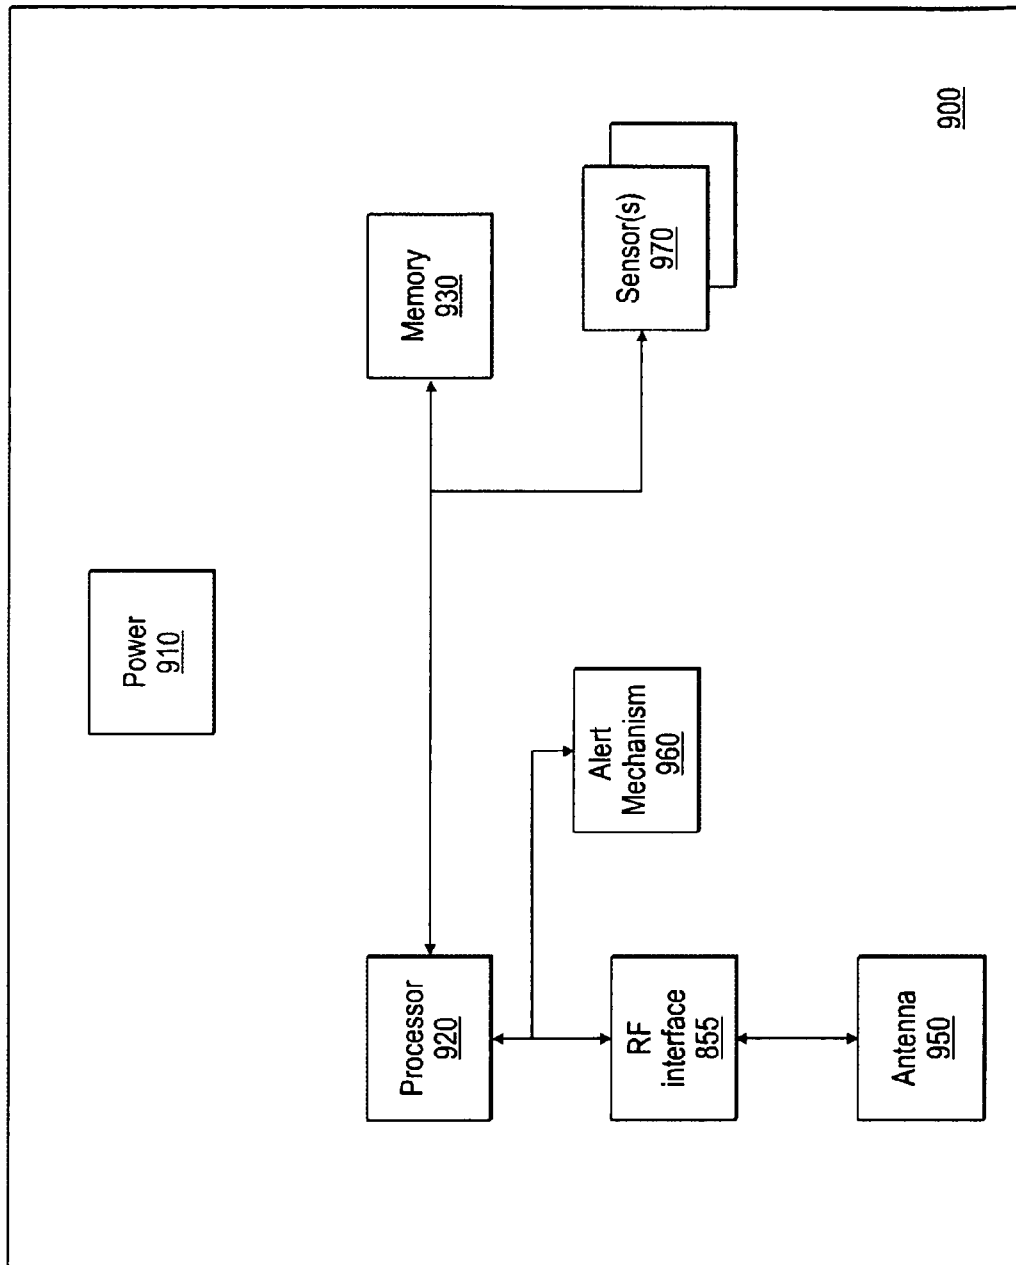 Power
910
Processor
920
Memory
930
Alert
Mechanism
960
RF
interface
855
Sensor(s)
970
Antenna
950
900